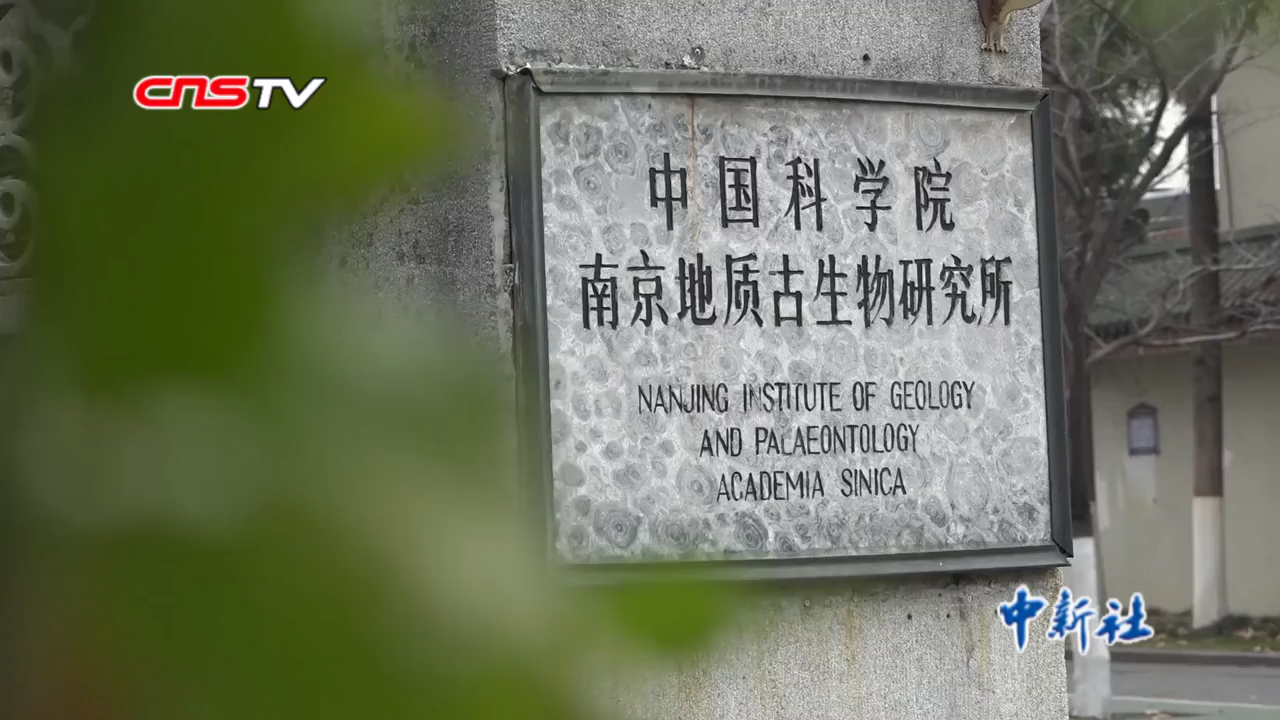 CNSTV
中国科学院
南京地质古生物研究所
NANJING INSTITUTE OF GEOLOGY
AND PALAEONTOLOGY
ACADEMIA SINICA
中新社